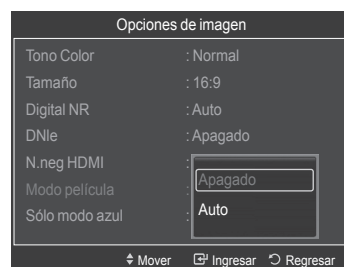 Opciones de imagen
Tono Color : Normal
Tamaño : 16:9
Digital NR : Auto
DNIe : Apagado
N.neg HDMI :
Apagado
Modo película :
Auto
Sólo modo azul :
Mover Ingresar Regresar